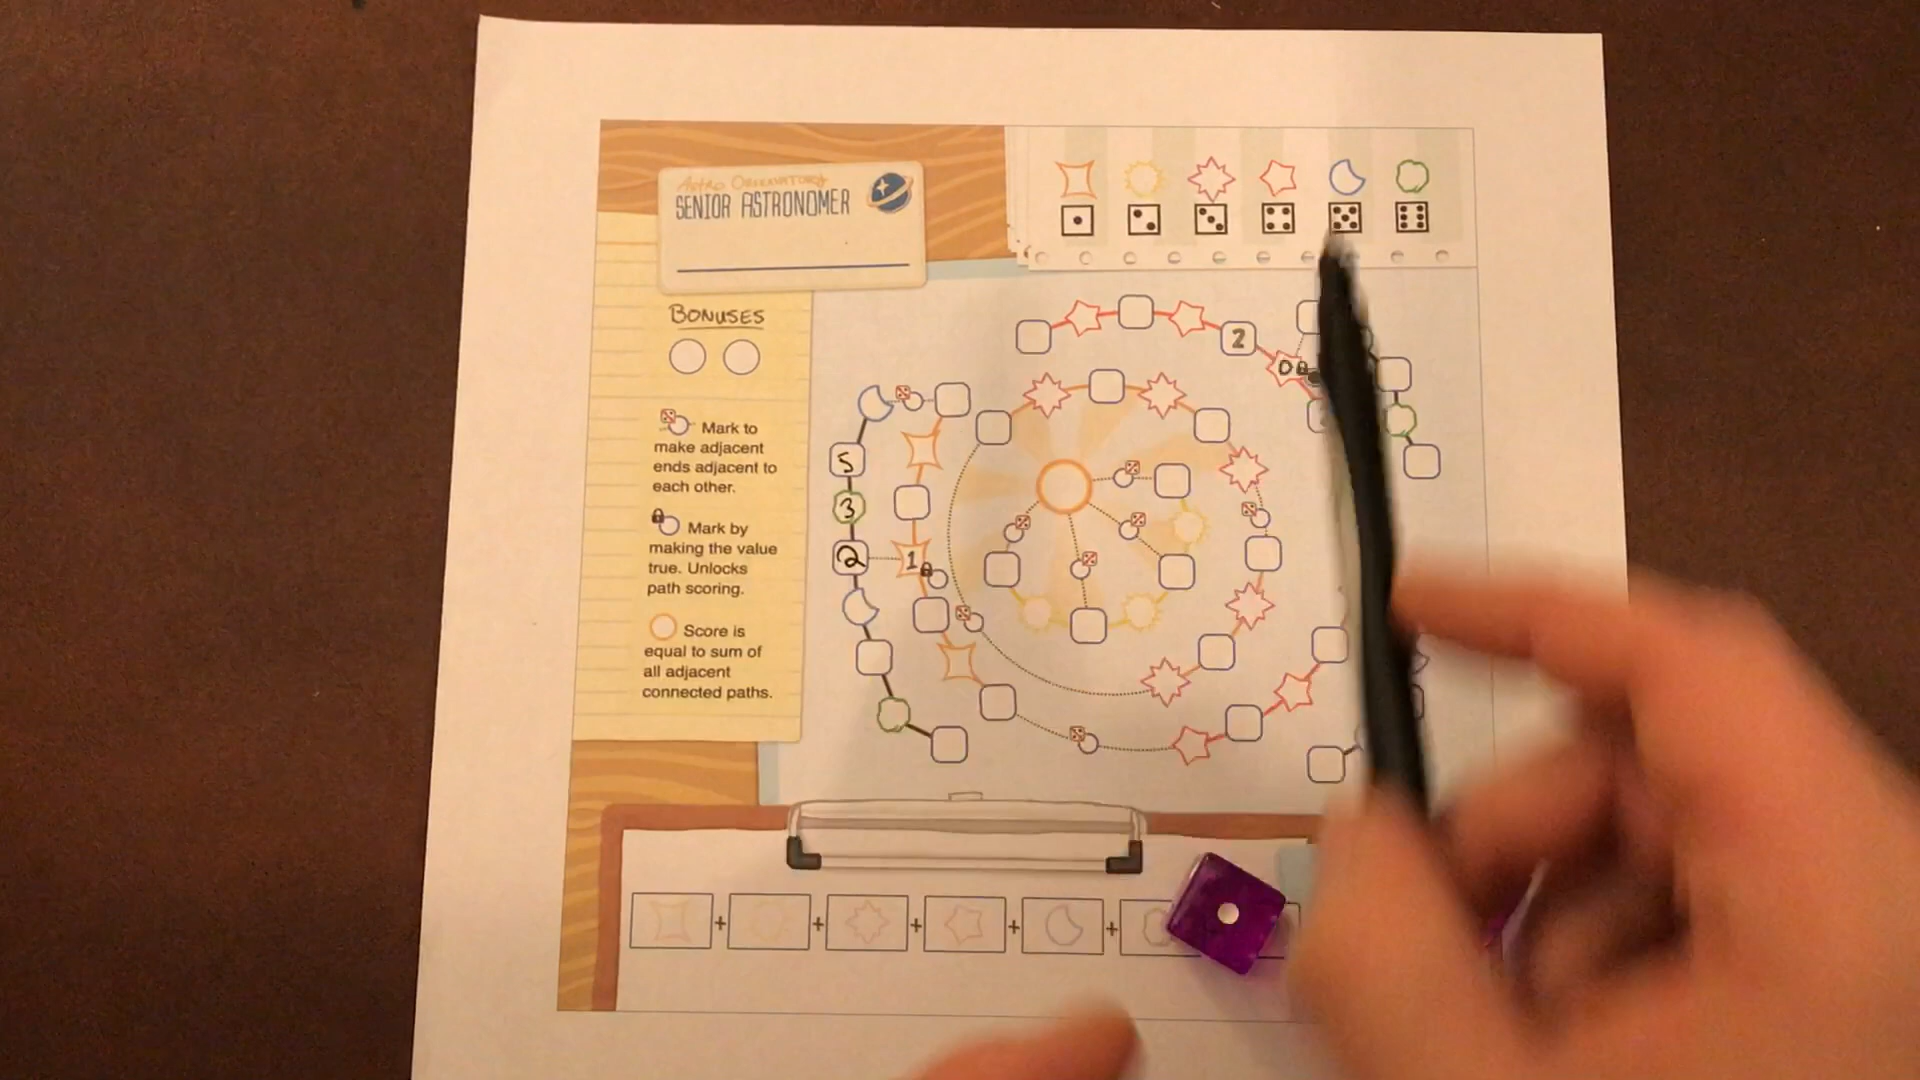 ASTRO OBSERVATORY
SENIOR ASTRONOMER
BONUSES
Mark to
make adjacent
ends adjacent to
each other.
Mark by
making the value
true. Unlocks
path scoring.
Score is
equal to sum of
all adjacent
connected paths.
2
0
5
3
2
1
+ + + + +